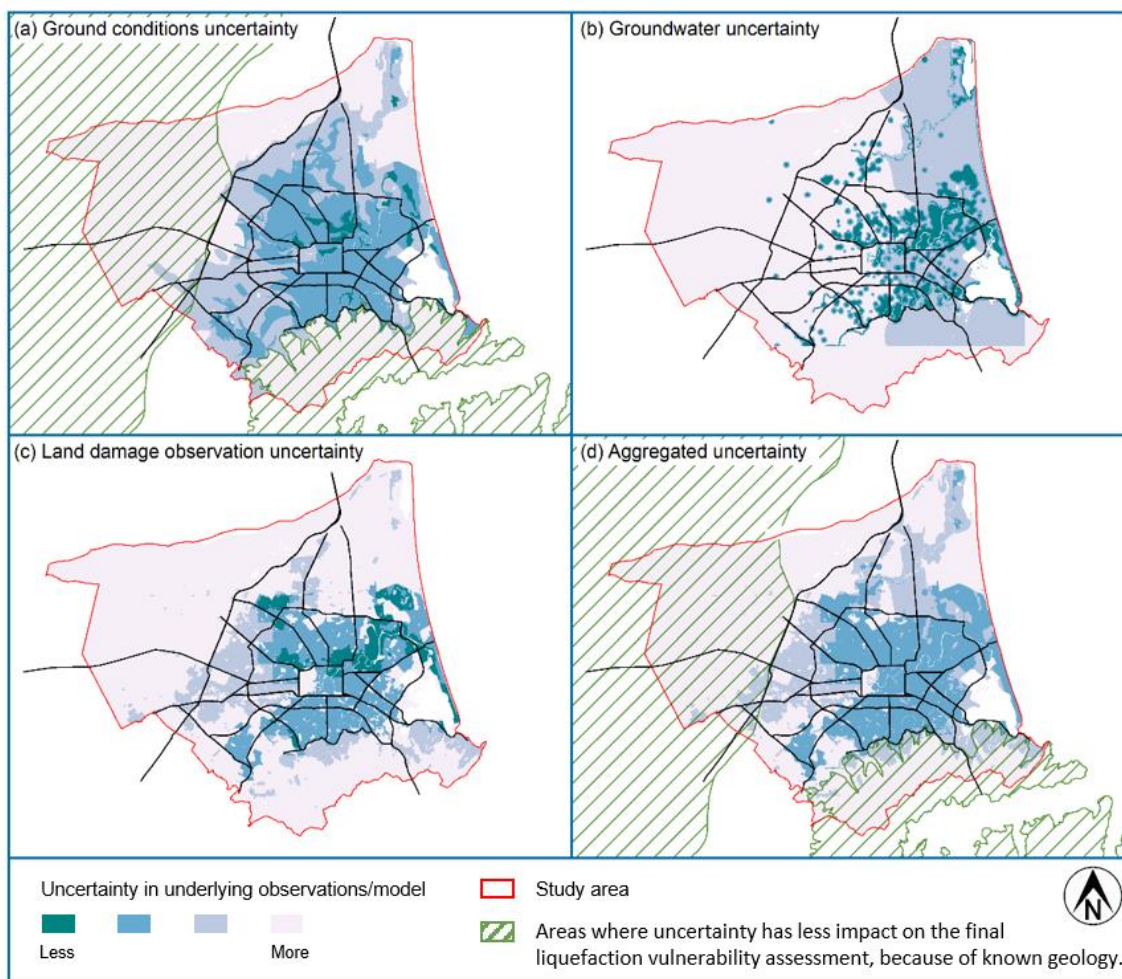 (a) Ground conditions uncertainty
(b) Groundwater uncertainty
(c) Land damage observation uncertainty
(d) Aggregated uncertainty
Uncertainty in underlying observations/model
Less
More
Study area
Areas where uncertainty has less impact on the final
liquefaction vulnerability assessment, because of known geology.
N